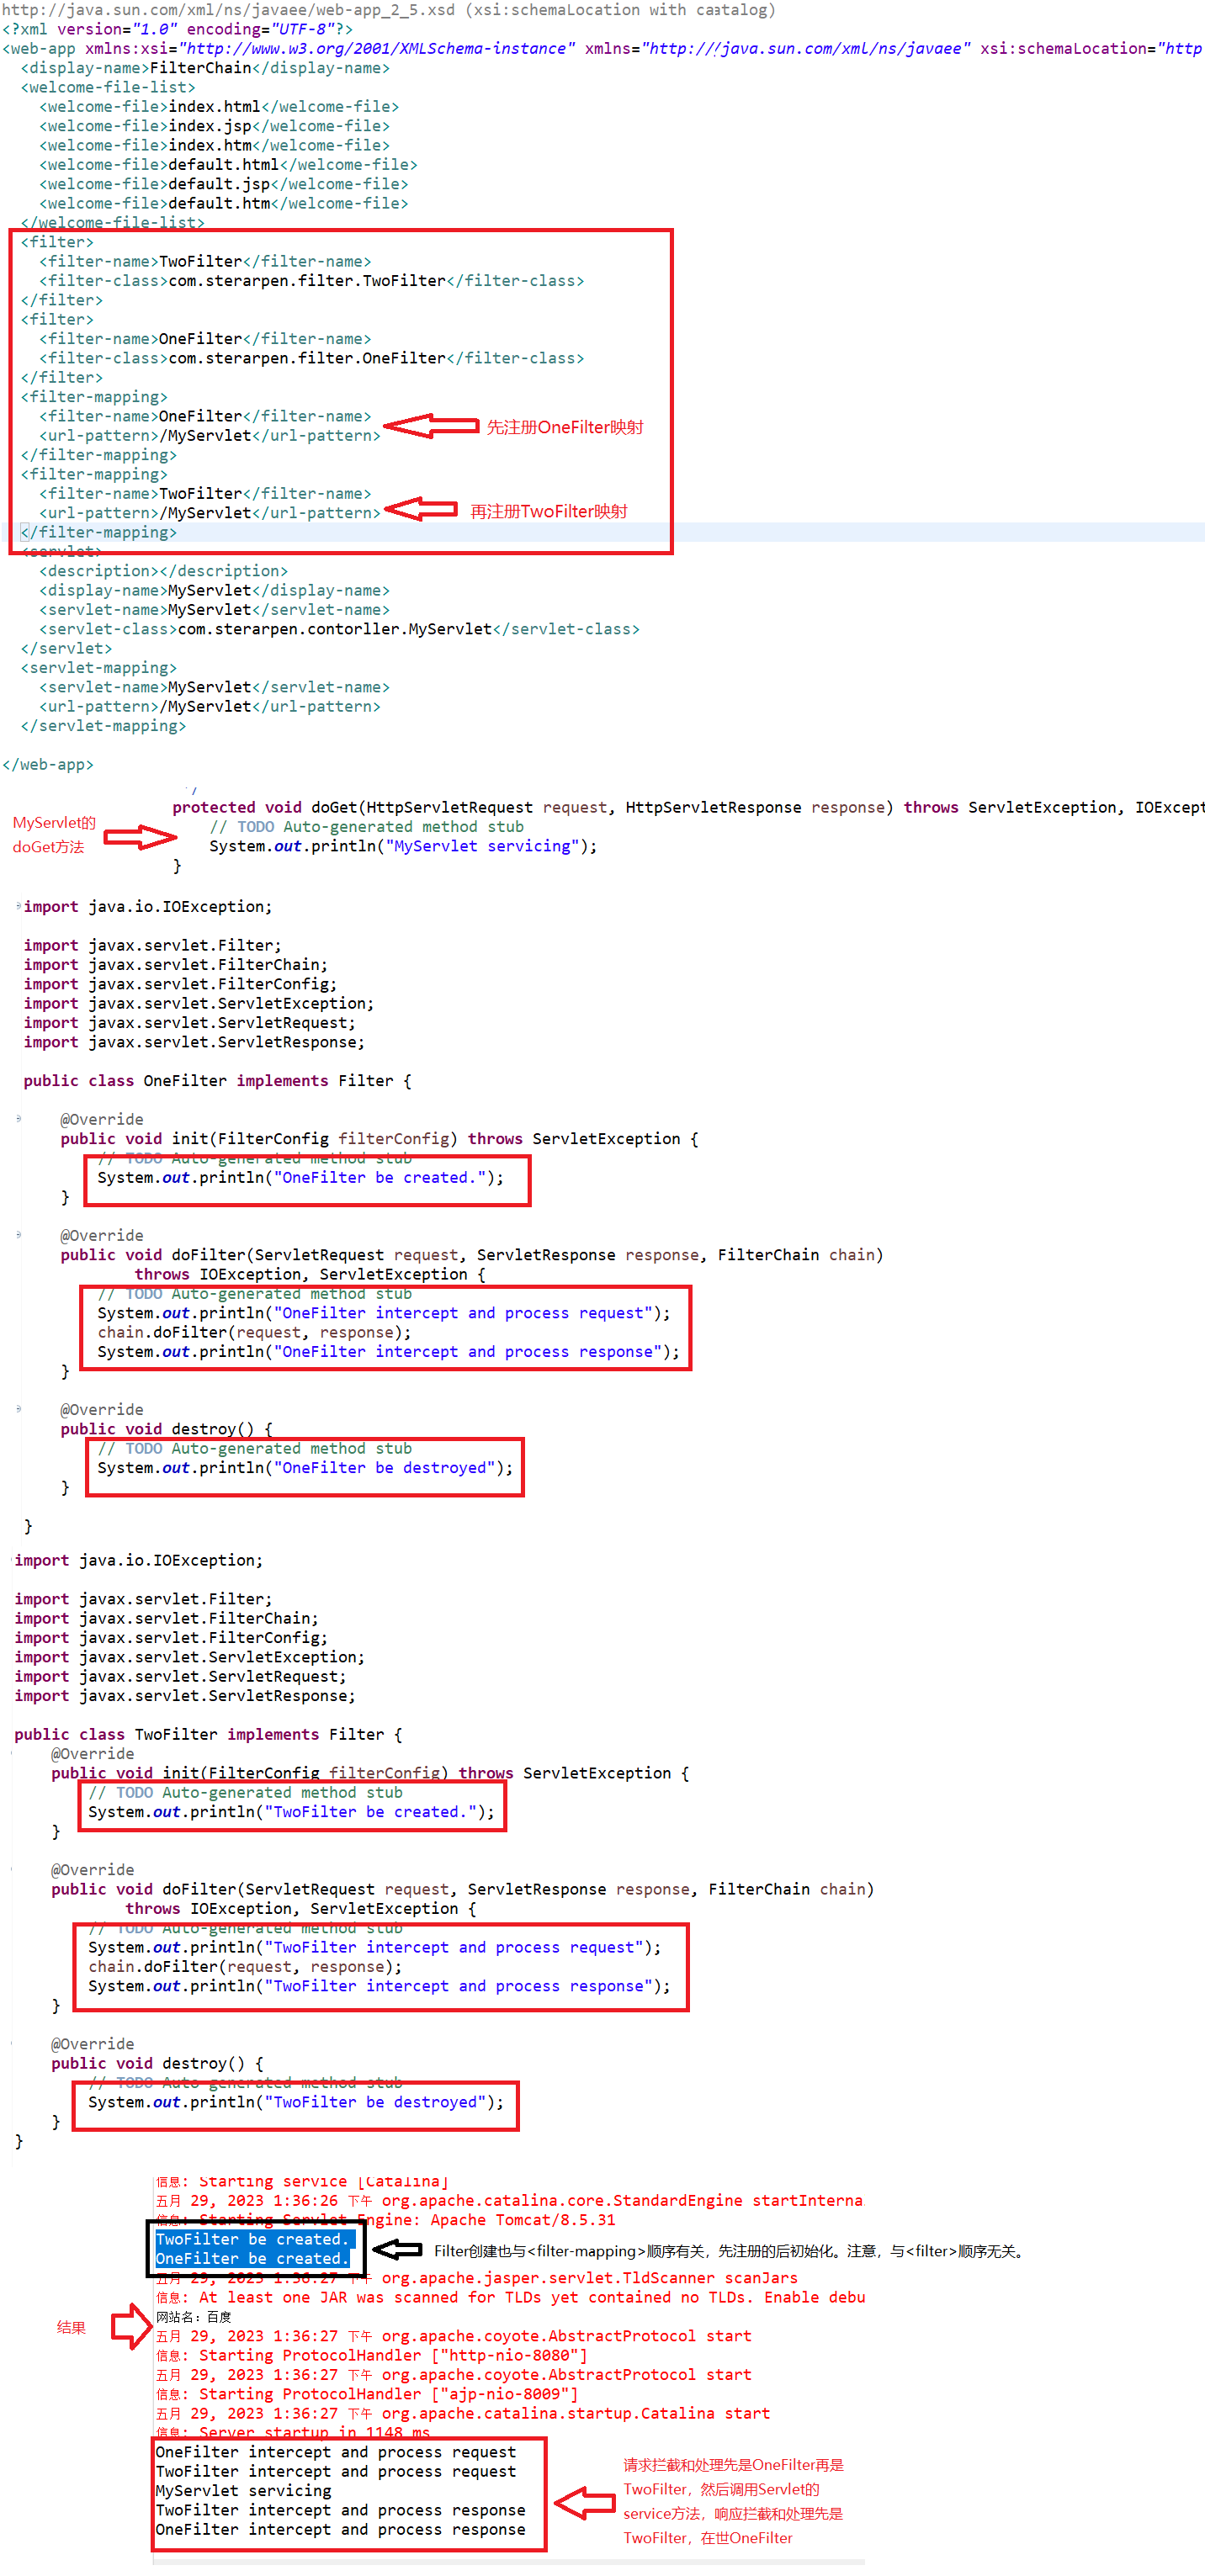 http://java.sun.com/xml/ns/javaee/web-app_2_5.xsd (xsi:schemaLocation with caatalog)
<?xml version="1.0" encoding="UTF-8"?>
<web-app xmlns:xsi="http://www.w3.org/2001/XMLSchema-instance" xmlns="http:///java.sun.com/xml/ns/javaee" xsi:schemaLocation="http
<display-name>FilterChain</display-name>
<welcome-file-list>
<welcome-file>index.html</welcome-file>
<welcome-file>index.jsp</welcome-file>
<welcome-file>index.htm</welcome-file>
<welcome-file>default.html</welcome-file>
<welcome-file>default.jsp</welcome-file>
<welcome-file>default.htm</welcome-file>
</welcome-file-list>
<filter>
<filter-name>TwoFilter</filter-name>
<filter-class>com.sterarpen.filter.TwoFilter</filter-class>
</filter>
<filter>
<filter-name>OneFilter</filter-name>
<filter-class>com.sterarpen.filter.OneFilter</filter-class>
</filter>
<filter-mapping>
<filter-name>OneFilter</filter-name>
<url-pattern>/MyServlet</url-pattern>
先注册OneFilter映射
</filter-mapping>
<filter-mapping>
<filter-name>TwoFilter</filter-name>
<url-pattern>/MyServlet</url-pattern>
再注册TwoFilter映射
</filter-mapping>
<servlet>
<description></description>
<display-name>MyServlet</display-name>
<servlet-name>MyServlet</servlet-name>
<servlet-class>com.sterarpen.contorller.MyServlet</servlet-class>
</servlet>
<servlet-mapping>
<servlet-name>MyServlet</servlet-name>
<url-pattern>/MyServlet</url-pattern>
</servlet-mapping>
</web-app>
MyServlet的
doGet方法
protected void doGet(HttpServletRequest request, HttpServletResponse response) throws ServletException, IOExcept
// TODO Auto-generated method stub
System.out.println("MyServlet servicing");
}
import java.io.IOException;
import javax.servlet.Filter;
import javax.servlet.FilterChain;
import javax.servlet.FilterConfig;
import javax.servlet.ServletException;
import javax.servlet.ServletRequest;
import javax.servlet.ServletResponse;
public class OneFilter implements Filter {
@Override
public void init(FilterConfig filterConfig) throws ServletException {
// TODO Auto-generated method stub
System.out.println("OneFilter be created.");
}
@Override
public void doFilter(ServletRequest request, ServletResponse response, FilterChain chain)
throws IOException, ServletException {
// TODO Auto-generated method stub
System.out.println("OneFilter intercept and process request");
chain.doFilter(request, response);
System.out.println("OneFilter intercept and process response");
}
@Override
public void destroy() {
// TODO Auto-generated method stub
System.out.println("OneFilter be destroyed");
}
}
import java.io.IOException;
import javax.servlet.Filter;
import javax.servlet.FilterChain;
import javax.servlet.FilterConfig;
import javax.servlet.ServletException;
import javax.servlet.ServletRequest;
import javax.servlet.ServletResponse;
public class TwoFilter implements Filter {
@Override
public void init(FilterConfig filterConfig) throws ServletException {
// TODO Auto-generated method stub
System.out.println("TwoFilter be created.");
}
@Override
public void doFilter(ServletRequest request, ServletResponse response, FilterChain chain)
throws IOException, ServletException {
// TODO Auto-generated method stub
System.out.println("TwoFilter intercept and process request");
chain.doFilter(request, response);
System.out.println("TwoFilter intercept and process response");
}
@Override
public void destroy() {
// TODO Auto-generated method stub
System.out.println("TwoFilter be destroyed");
}
}
信息: Starting service [Catalina]
五月 29, 2023 1:36:26 下午 org.apache.catalina.core.StandardEngine startInterna.
信息: Starting Servlet Engine: Apache Tomcat/8.5.31
TwoFilter be created.
OneFilter be created.
Filter创建也与<filter-mapping>顺序有关，先注册的后初始化。注意，与<filter>顺序无关。
五月 29, 2023 1:36:27 下午 org.apache.jasper.servlet.TldScanner scanJars
信息: At least one JAR was scanned for TLDs yet contained no TLDs. Enable debu
网站名：百度
结果
五月 29, 2023 1:36:27 下午 org.apache.coyote.AbstractProtocol start
信息: Starting ProtocolHandler ["http-nio-8080"]
五月 29, 2023 1:36:27 下午 org.apache.coyote.AbstractProtocol start
信息: Starting ProtocolHandler ["ajp-nio-8009"]
五月 29, 2023 1:36:27 下午 org.apache.catalina.startup.Catalina start
信息: Server startup in 1148 ms
OneFilter intercept and process request
TwoFilter intercept and process request
MyServlet servicing
TwoFilter intercept and process response
OneFilter intercept and process response
请求拦截和处理先是OneFilter再是
TwoFilter，然后调用Servlet的
service方法，响应拦截和处理先是
TwoFilter，在世OneFilter